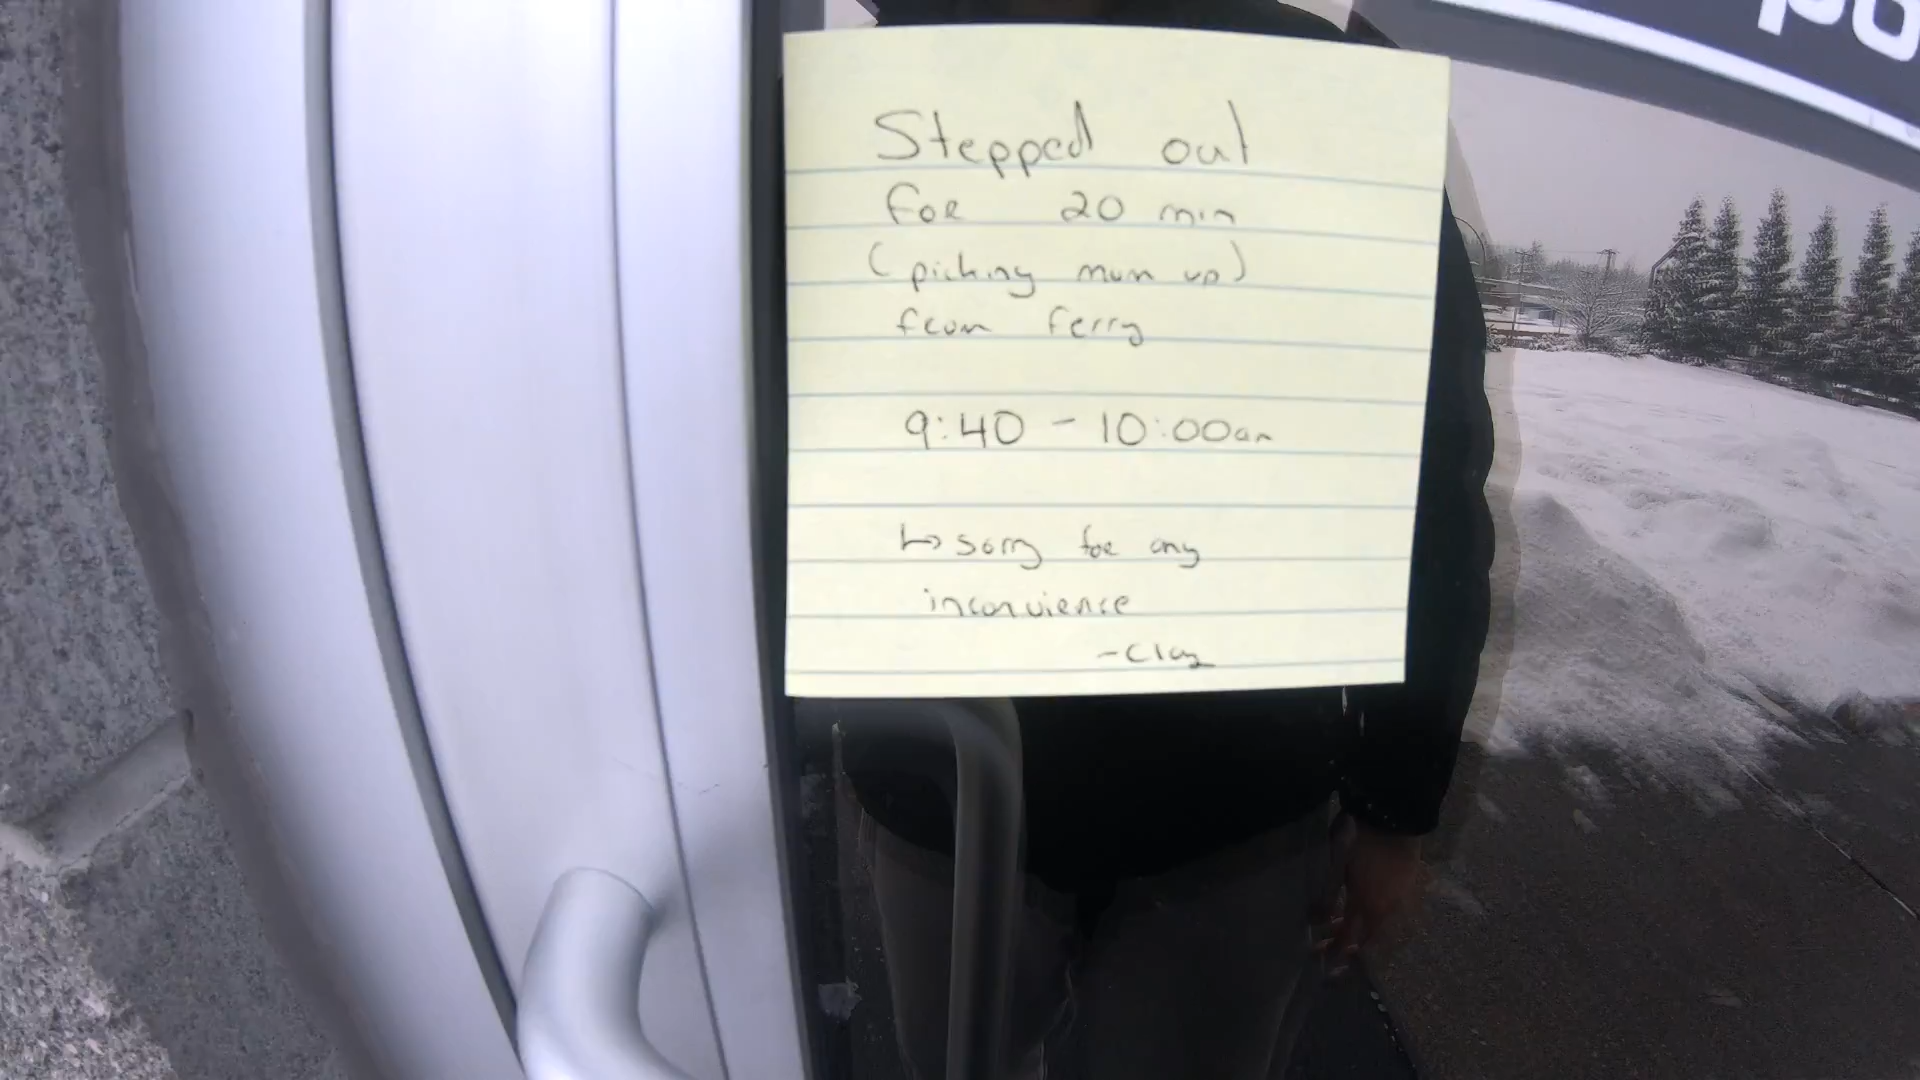 po
Stepped out
for 20 min
(picking mum up)
from ferry
9:40 - 10:00am
↳ sorry for any
inconvience
- Clay